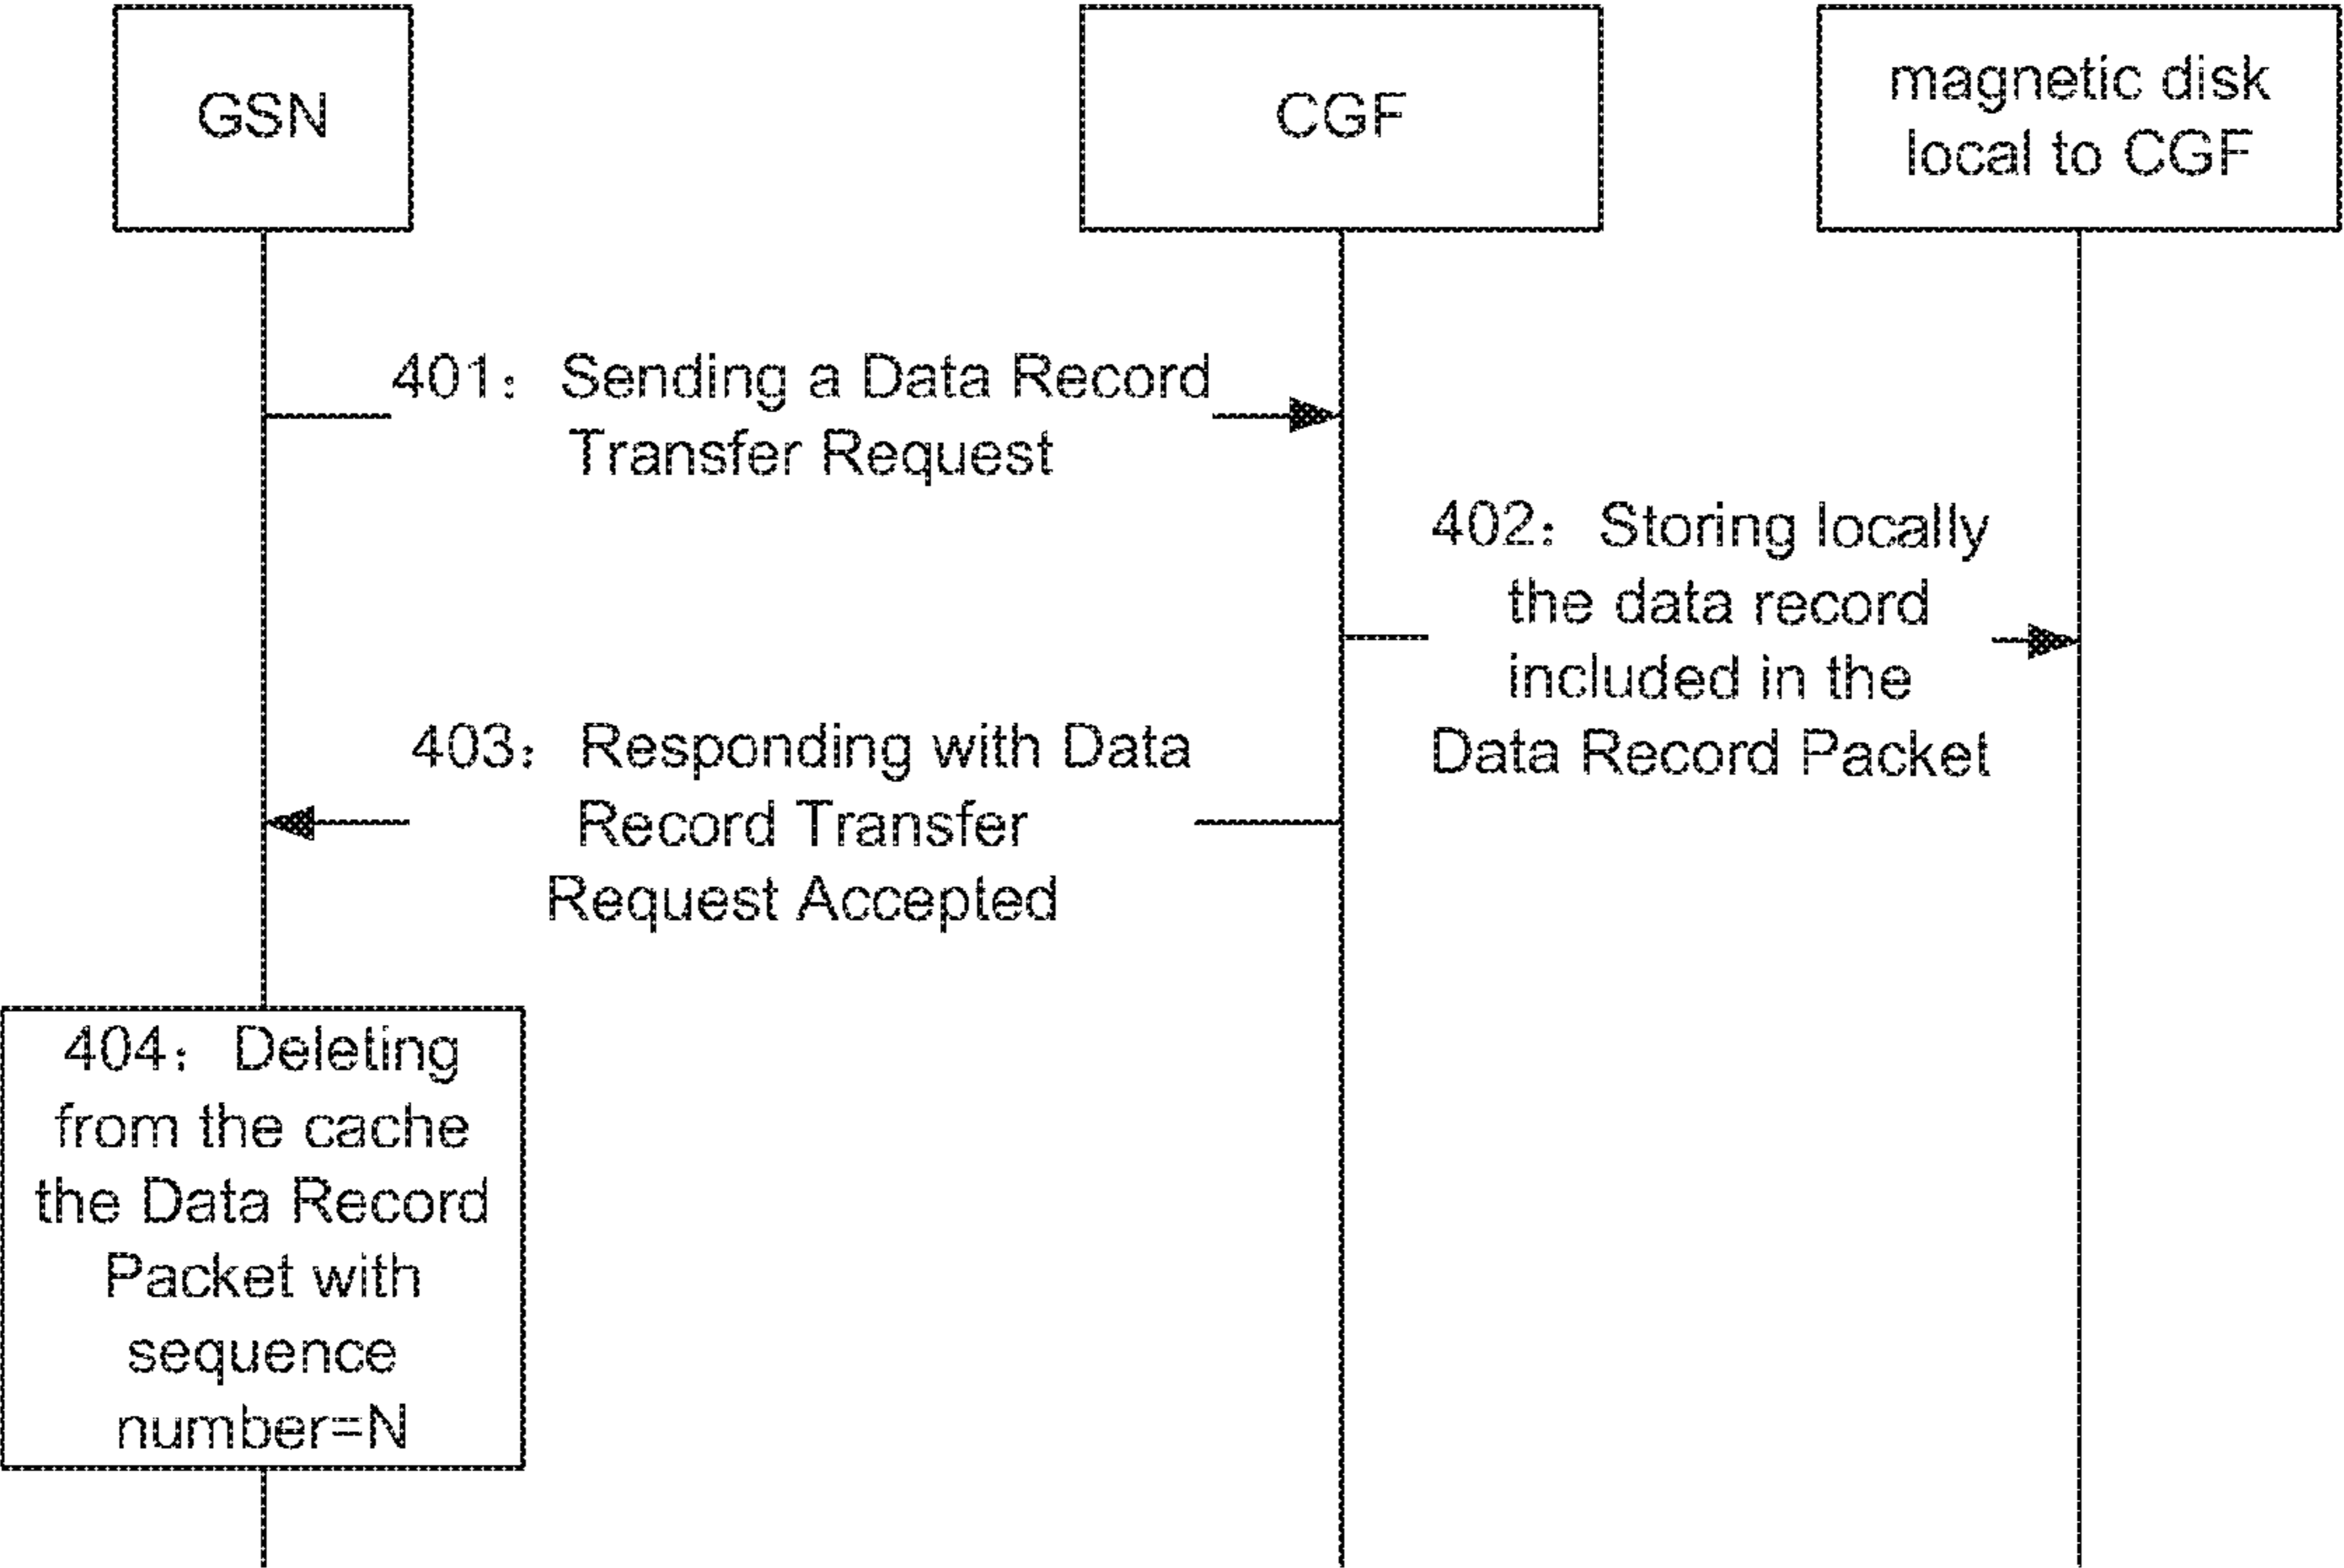 GSN
CGF
magnetic disk
local to CGF
401: Sending a Data Record
Transfer Request
402: Storing locally
the data record
included in the
Data Record Packet
403: Responding with Data
Record Transfer
Request Accepted
404: Deleting
from the cache
the Data Record
Packet with
sequence
number=N